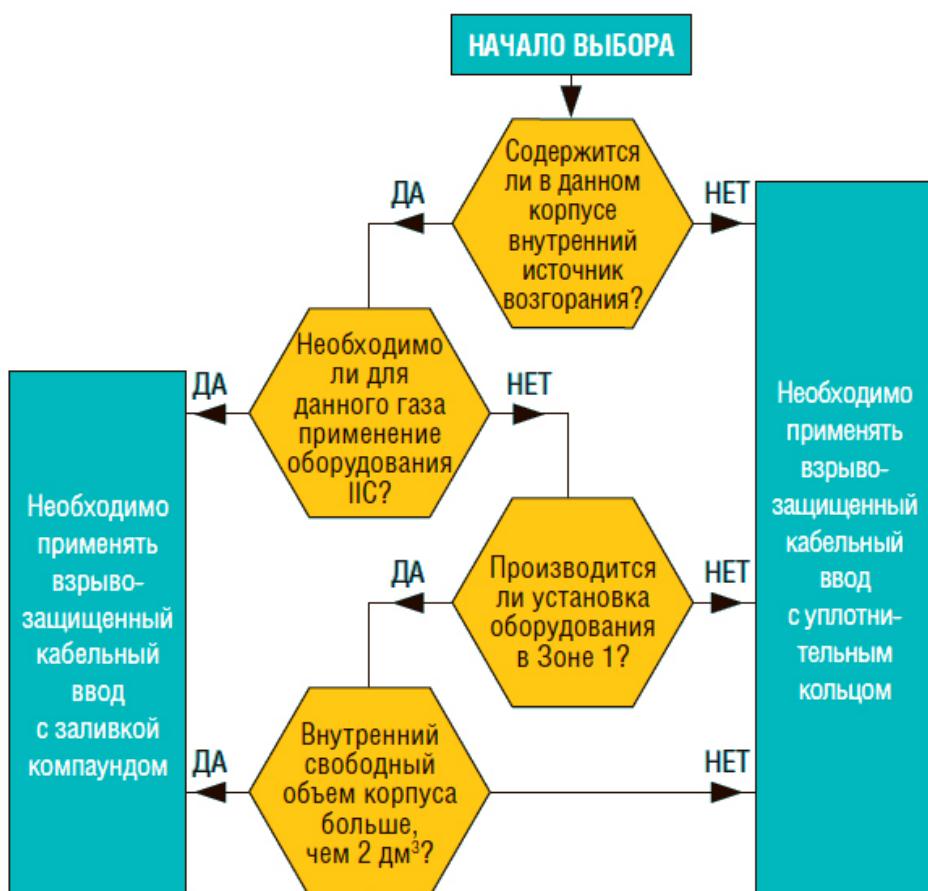 НАЧАЛО ВЫБОРА
Содержится
ли в данном
корпусе
внутренний
источник
возгорания?
ДА
НЕТ
Необходимо
ли для
данного газа
применение
оборудования
IIC?
ДА
НЕТ
Производится
ли установка
оборудования
в Зоне 1?
ДА
НЕТ
Внутренний
свободный
объем корпуса
больше,
чем 2 дм³?
ДА
НЕТ
Необходимо
применять
взрыво-
защищенный
кабельный
ввод
с заливкой
компаундом
Необходимо
применять
взрыво-
защищенный
кабельный
ввод
с уплотни-
тельным
кольцом